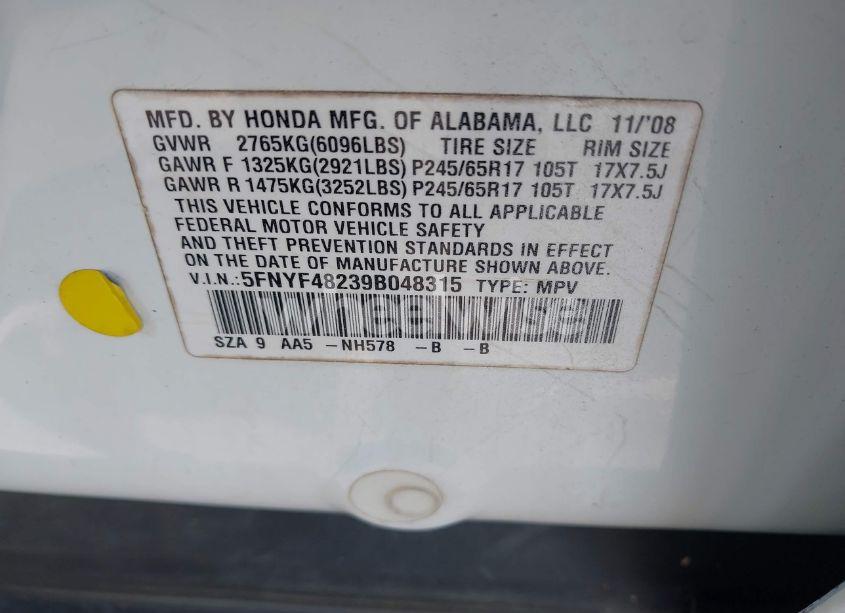 MFD. BY HONDA MFG. OF ALABAMA, LLC 11/'08
GVWR 2765KG(6096LBS) TIRE SIZE RIM SIZE
GAWR F 1325KG(2921LBS) P245/65R17 105T 17X7.5J
GAWR R 1475KG(3252LBS) P245/65R17 105T 17X7.5J
THIS VEHICLE CONFORMS TO ALL APPLICABLE
FEDERAL MOTOR VEHICLE SAFETY
AND THEFT PREVENTION STANDARDS IN EFFECT
ON THE DATE OF MANUFACTURE SHOWN ABOVE.
V.I.N.:5FNYF48239B048315 TYPE: MPV
SZA 9 AA5 -NH578 -B -B